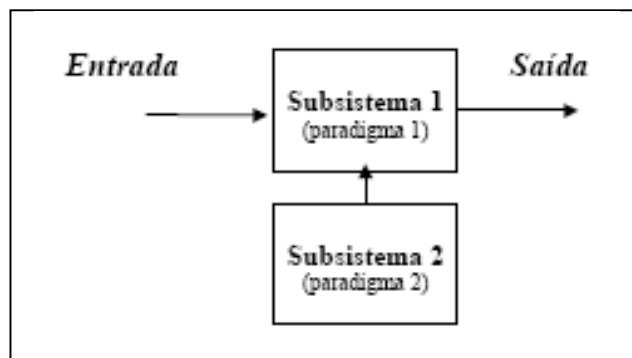 Entrada
Saída
Subsistema 1
(paradigma 1)
Subsistema 2
(paradigma 2)